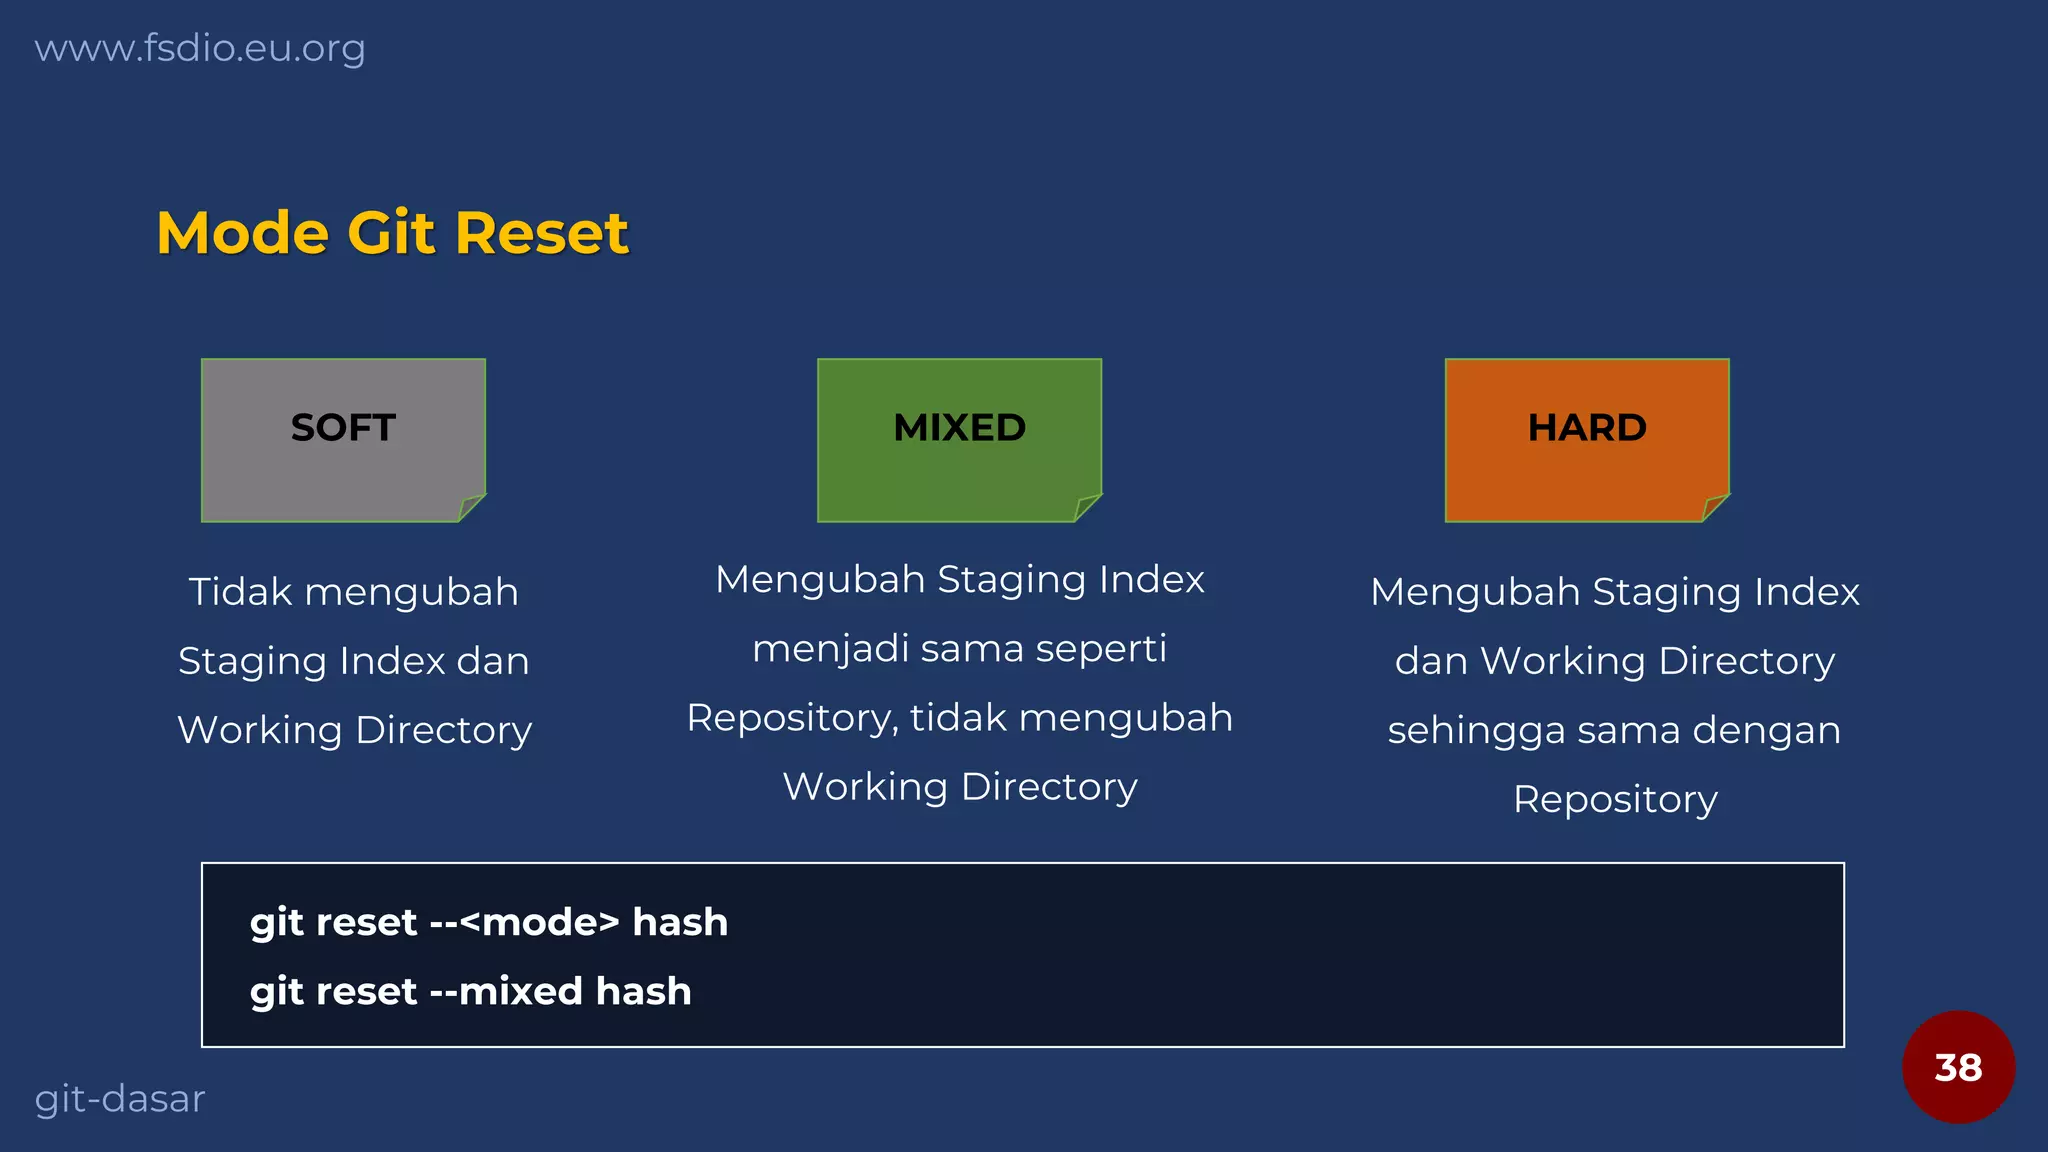 www.fsdio.eu.org
Mode Git Reset
SOFT
Tidak mengubah
Staging Index dan
Working Directory
MIXED
Mengubah Staging Index
menjadi sama seperti
Repository, tidak mengubah
Working Directory
HARD
Mengubah Staging Index
dan Working Directory
sehingga sama dengan
Repository
git reset --<mode> hash
git reset --mixed hash
38
git-dasar